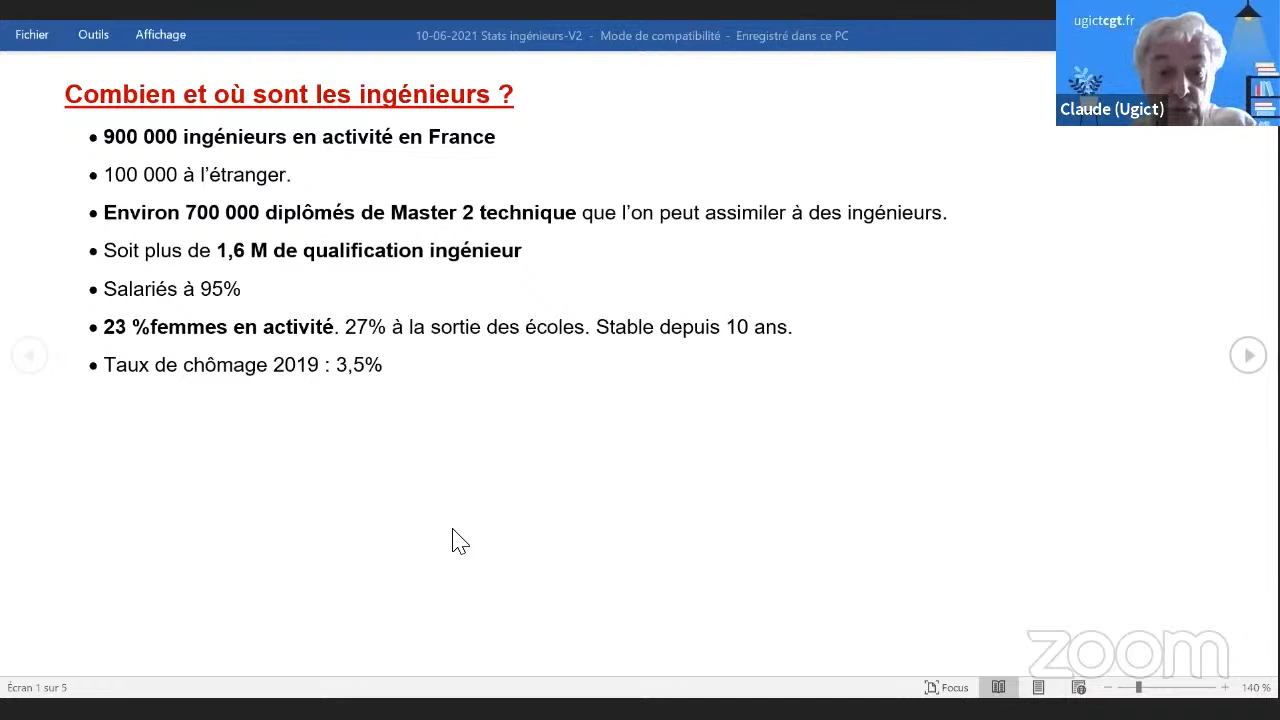 Fichier Outils Affichage 10-06-2021 Stats ingénieurs-V2 - Mode de compatibilité - Enregistré dans ce PC
ugictcgt.fr
Claude (Ugict)
Combien et où sont les ingénieurs ?
• 900 000 ingénieurs en activité en France
• 100 000 à l’étranger.
• Environ 700 000 diplômés de Master 2 technique que l’on peut assimiler à des ingénieurs.
• Soit plus de 1,6 M de qualification ingénieur
• Salariés à 95%
• 23 %femmes en activité. 27% à la sortie des écoles. Stable depuis 10 ans.
• Taux de chômage 2019 : 3,5%
zoom
Écran 1 sur 5 Focus 140 %